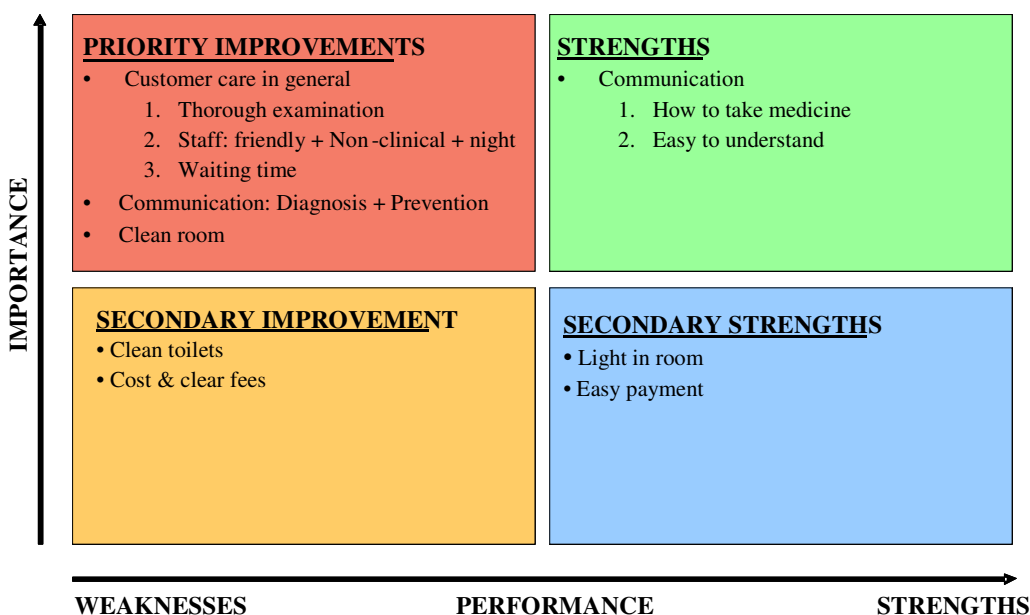 PRIORITY IMPROVEMENTS
• Customer care in general
1. Thorough examination
2. Staff: friendly + Non-clinical + night
3. Waiting time
• Communication: Diagnosis + Prevention
• Clean room
STRENGTHS
• Communication
1. How to take medicine
2. Easy to understand
IMPORTANCE
SECONDARY IMPROVEMENT
• Clean toilets
• Cost & clear fees
SECONDARY STRENGTHS
• Light in room
• Easy payment
WEAKNESSES
PERFORMANCE
STRENGTHS